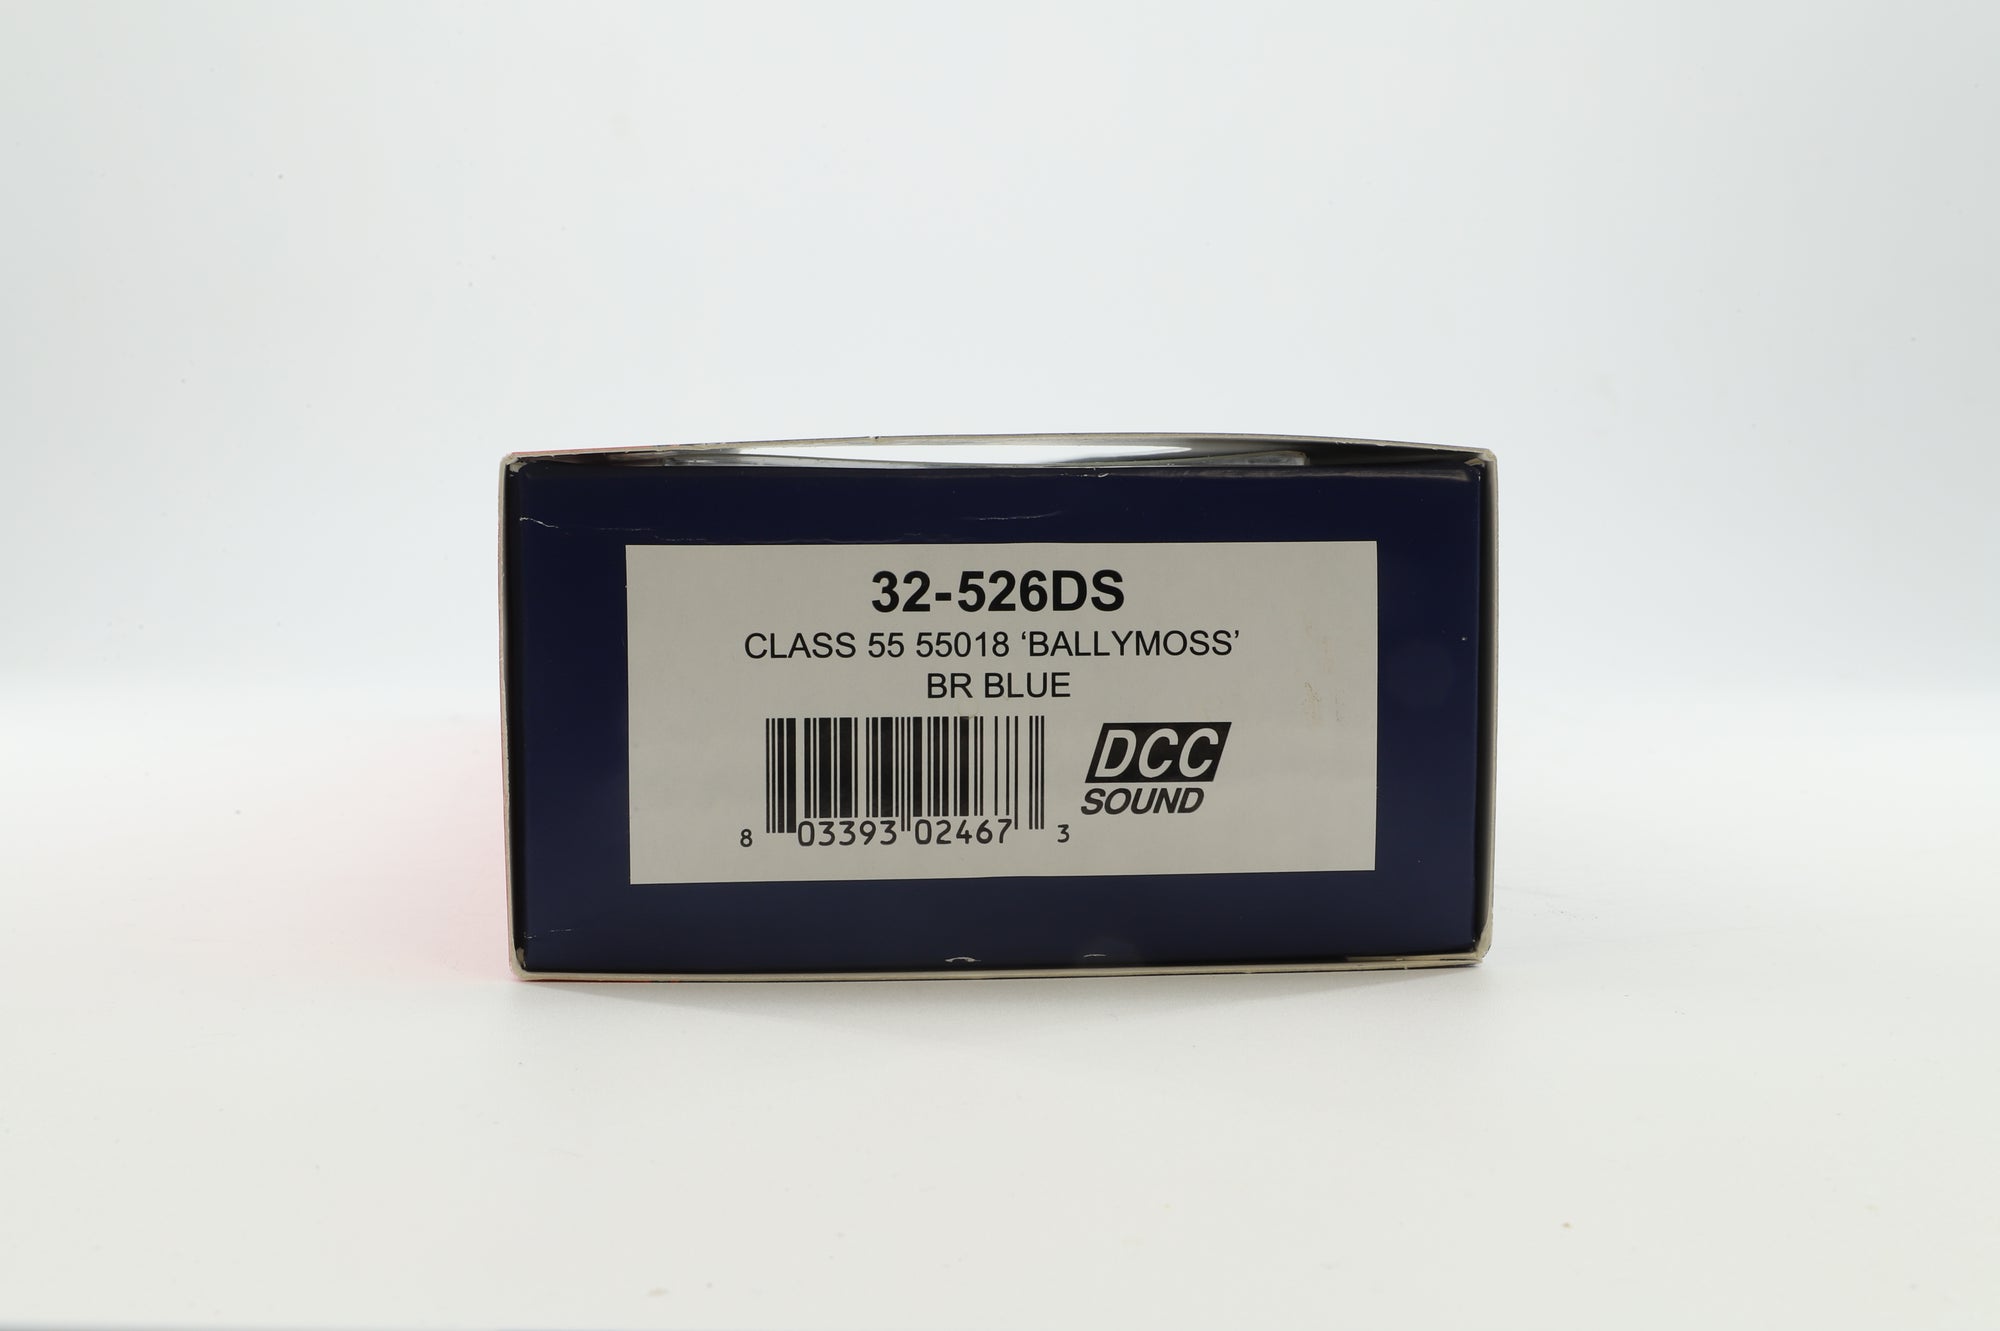 32-526DS
CLASS 55 55018 ‘BALLYMOSS’
BR BLUE
DCC
SOUND
8 03393 02467 3